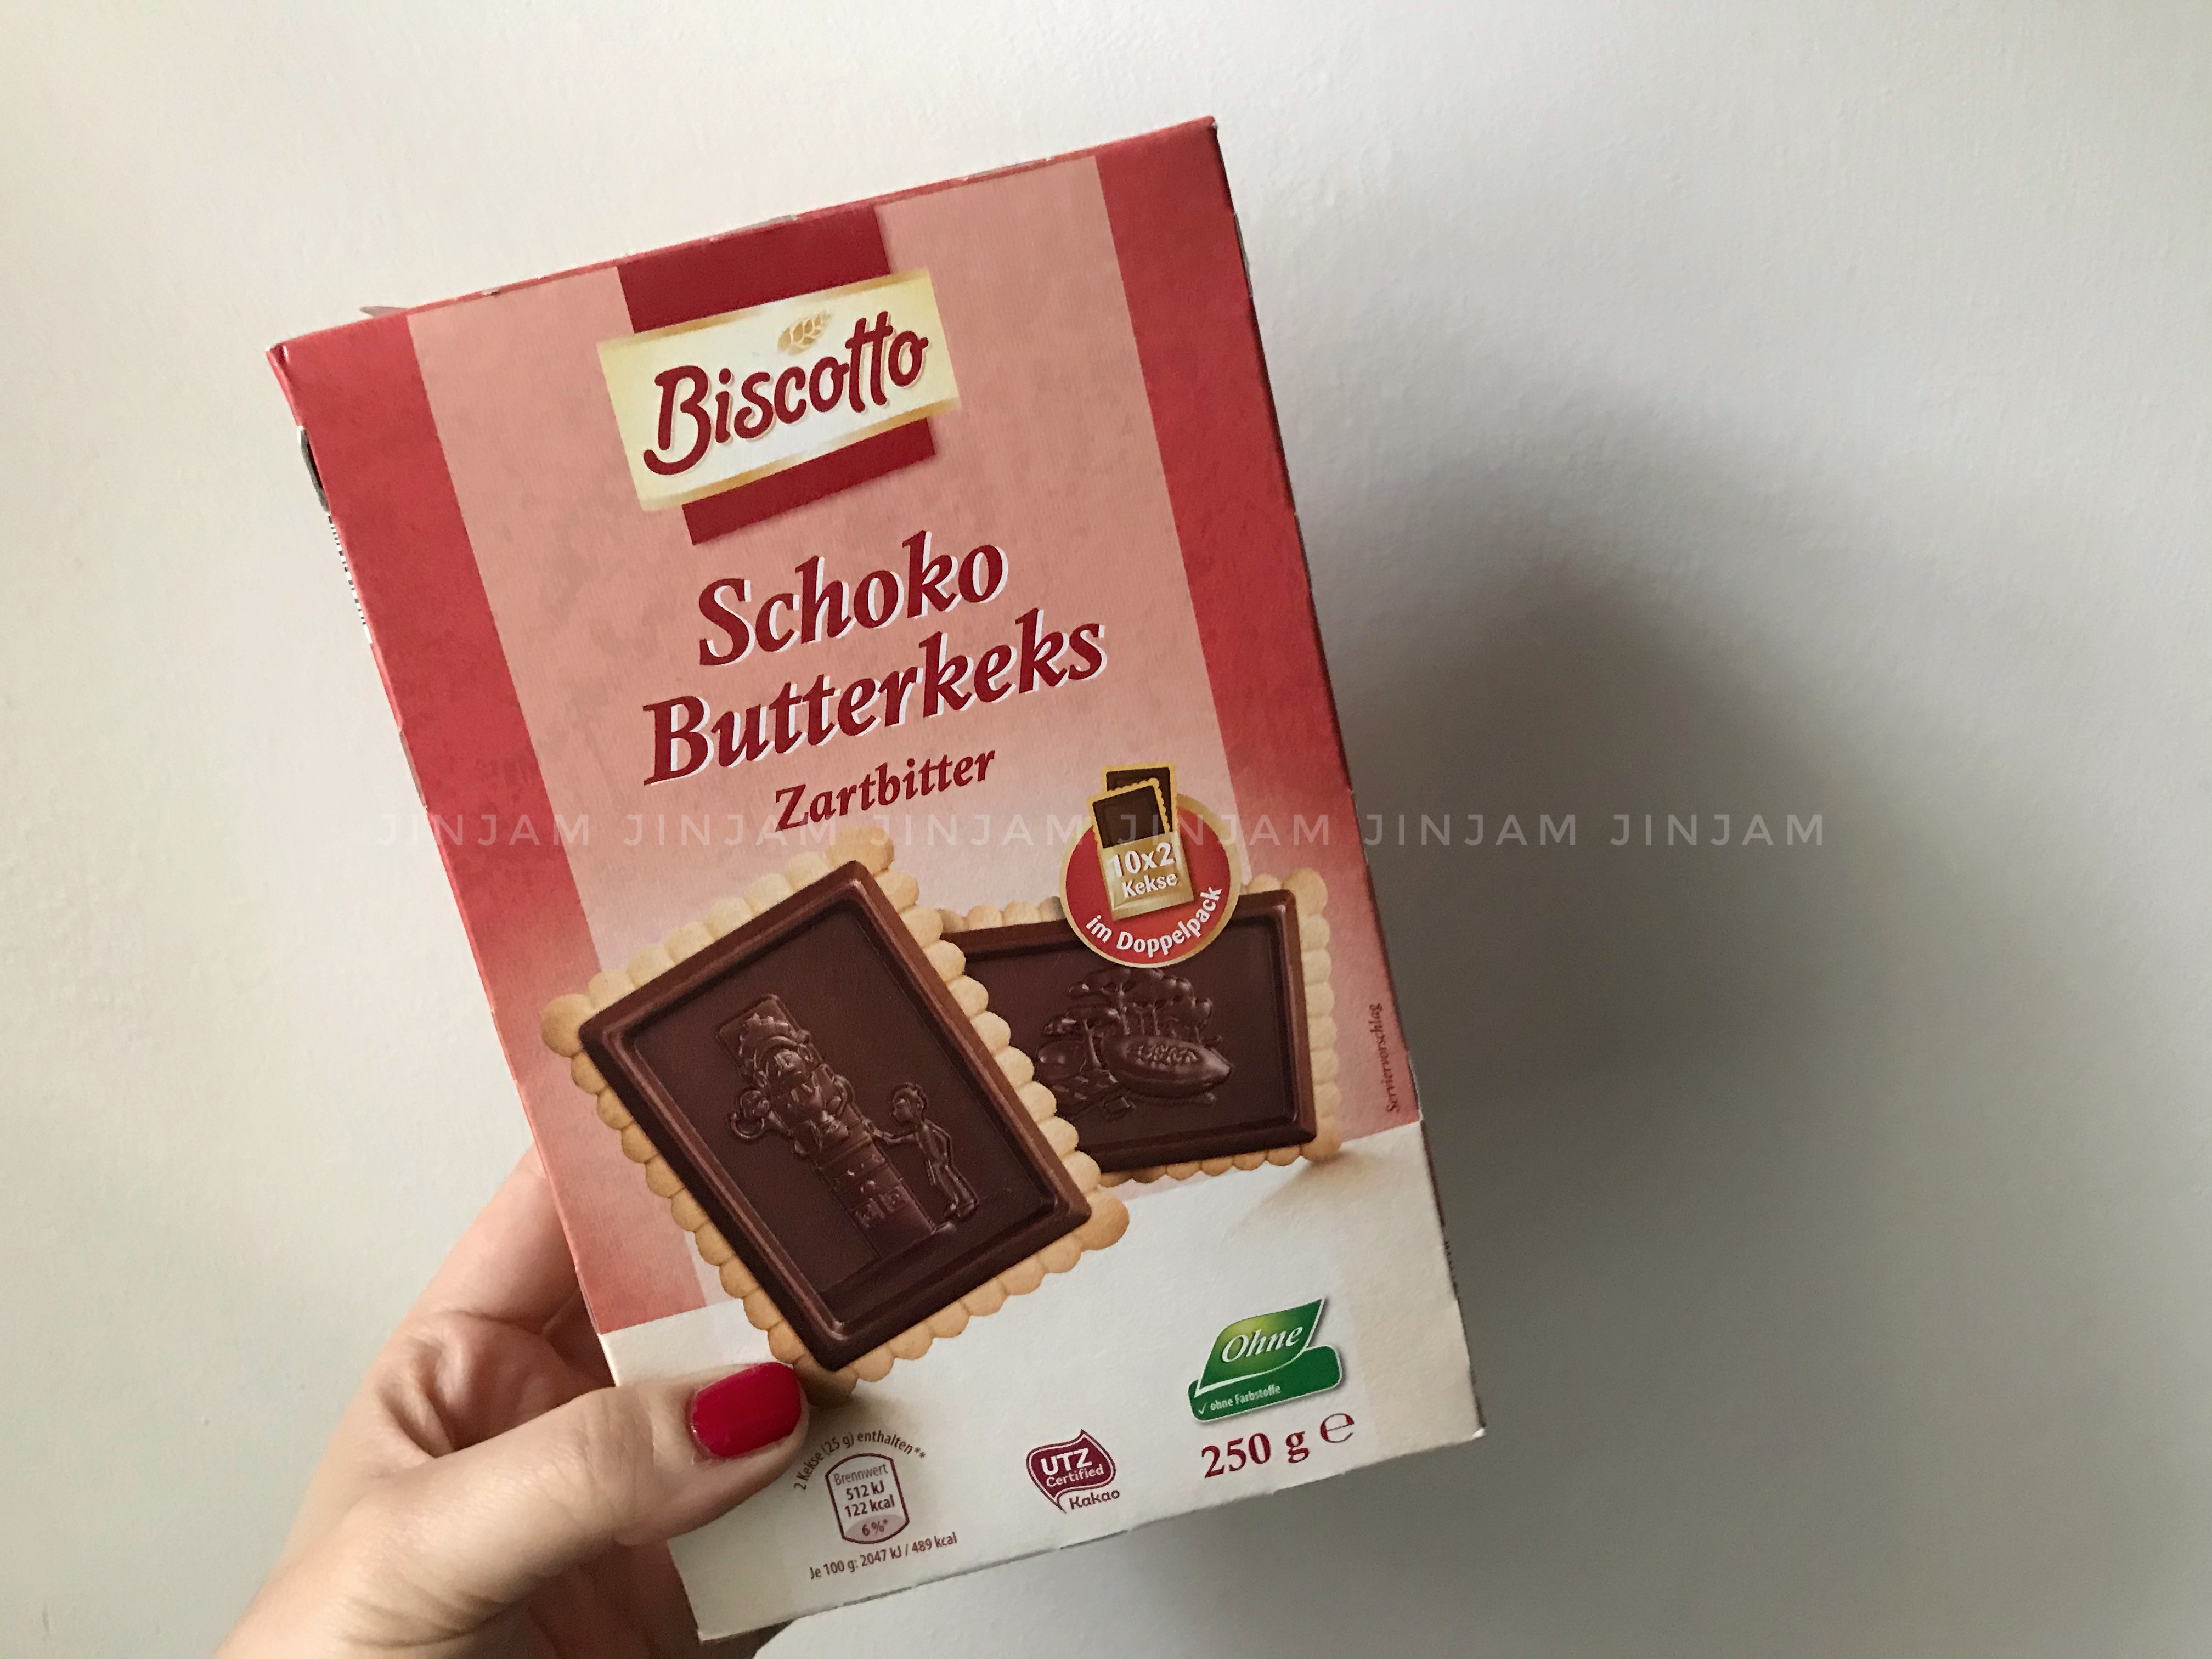 Biscotto
Schoko
Butterkeks
Zartbitter
JINJAM JINJAM JINJAM JINJAM JINJAM JINJAM
10x2
Kekse
im Doppelpack
Serviervorschlag
Ohne
✓ ohne Farbstoffe
250 g ℮
2 Kekse (25 g) enthalten**
Brennwert
512 kJ
122 kcal
6 %*
Je 100 g: 2047 kJ / 489 kcal
UTZ
Certified
Kakao